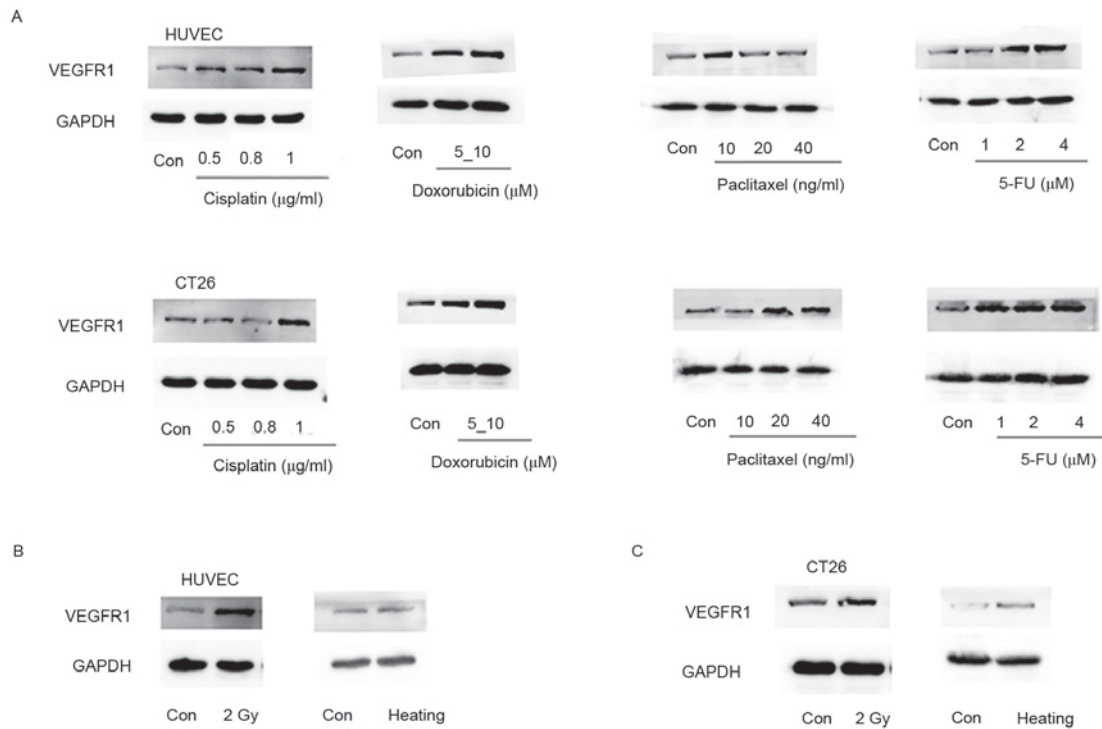 A
HUVEC
VEGFR1
GAPDH
Con 0.5 0.8 1
Cisplatin (μg/ml)
Con 5_10
Doxorubicin (μM)
Con 10 20 40
Paclitaxel (ng/ml)
Con 1 2 4
5-FU (μM)
CT26
VEGFR1
GAPDH
Con 0.5 0.8 1
Cisplatin (μg/ml)
Con 5_10
Doxorubicin (μM)
Con 10 20 40
Paclitaxel (ng/ml)
Con 1 2 4
5-FU (μM)
B
HUVEC
VEGFR1
GAPDH
Con 2 Gy
Con Heating
C
CT26
VEGFR1
GAPDH
Con 2 Gy
Con Heating